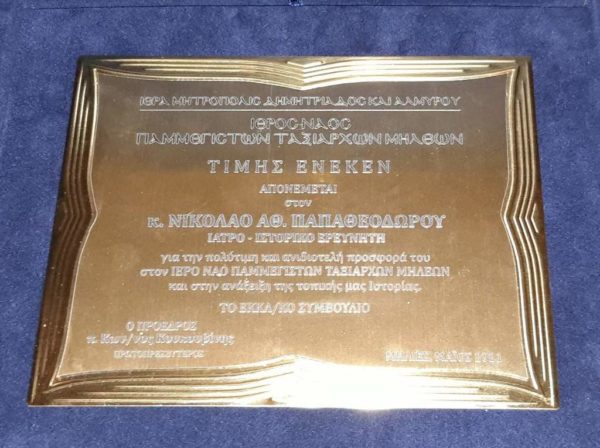 ΙΕΡΑ ΜΗΤΡΟΠΟΛΙΣ ΔΗΜΗΤΡΙΑΔΟΣ ΚΑΙ ΑΛΜΥΡΟΥ
ΙΕΡΟΣ ΝΑΟΣ
ΠΑΜΜΕΓΙΣΤΩΝ ΤΑΞΙΑΡΧΩΝ ΜΗΛΕΩΝ
ΤΙΜΗΣ ΕΝΕΚΕΝ
ΑΠΟΝΕΜΕΤΑΙ
στον
κ. ΝΙΚΟΛΑΟ ΑΘ. ΠΑΠΑΘΕΟΔΩΡΟΥ
ΙΑΤΡΟ - ΙΣΤΟΡΙΚΟ ΕΡΕΥΝΗΤΗ
για την πολύτιμη και ανιδιοτελή προσφορά του
στον ΙΕΡΟ ΝΑΟ ΠΑΜΜΕΓΙΣΤΩΝ ΤΑΞΙΑΡΧΩΝ ΜΗΛΕΩΝ
και στην ανάξειξη της τοπικής μας Ιστορίας.
ΤΟ ΕΚΚΛ/ΚΟ ΣΥΜΒΟΥΛΙΟ
Ο ΠΡΟΕΔΡΟΣ
π. Κων/νος
ΠΡΩΤΟΠΡΕΣΒΥΤΕΡΟΣ
ΜΗΛΙΕΣ ΜΑΪΟΣ